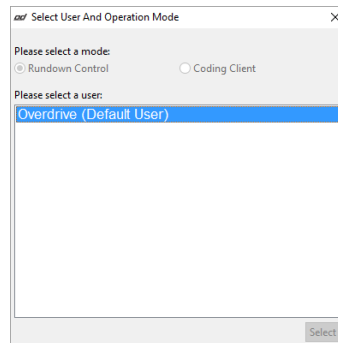 od Select User And Operation Mode
Please select a mode:
Rundown Control Coding Client
Please select a user:
Overdrive (Default User)
Select